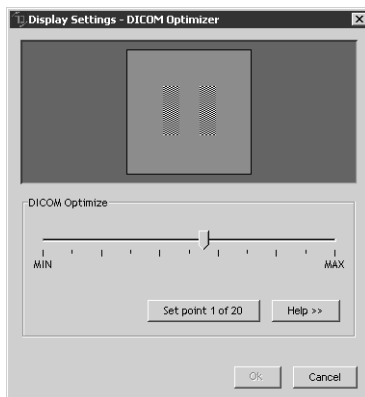 Display Settings - DICOM Optimizer
DICOM Optimize
MIN MAX
Set point 1 of 20 Help >>
Ok Cancel